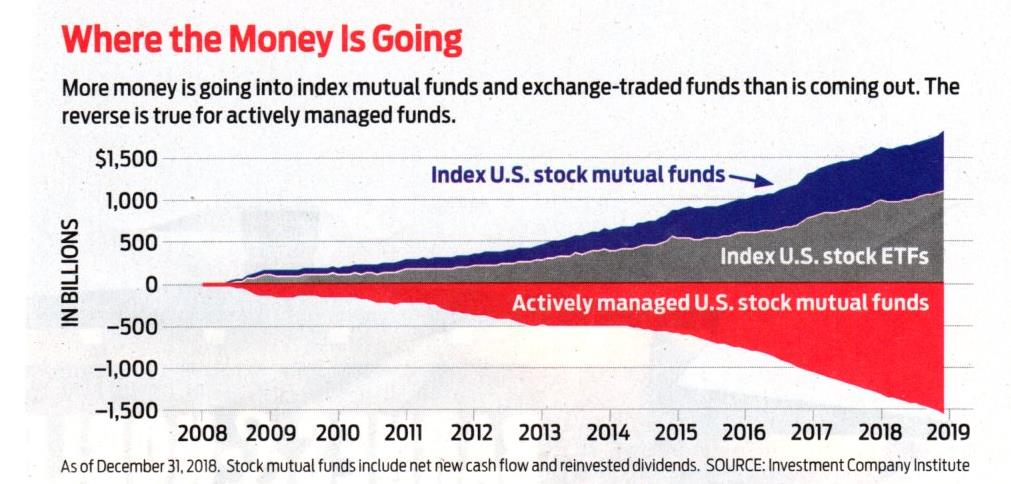 Where the Money Is Going
More money is going into index mutual funds and exchange-traded funds than is coming out. The
reverse is true for actively managed funds.
IN BILLIONS
$1,500
1,000
500
0
–500
–1,000
–1,500
Index U.S. stock mutual funds
Index U.S. stock ETFs
Actively managed U.S. stock mutual funds
2008 2009 2010 2011 2012 2013 2014 2015 2016 2017 2018 2019
As of December 31, 2018. Stock mutual funds include net new cash flow and reinvested dividends. SOURCE: Investment Company Institute